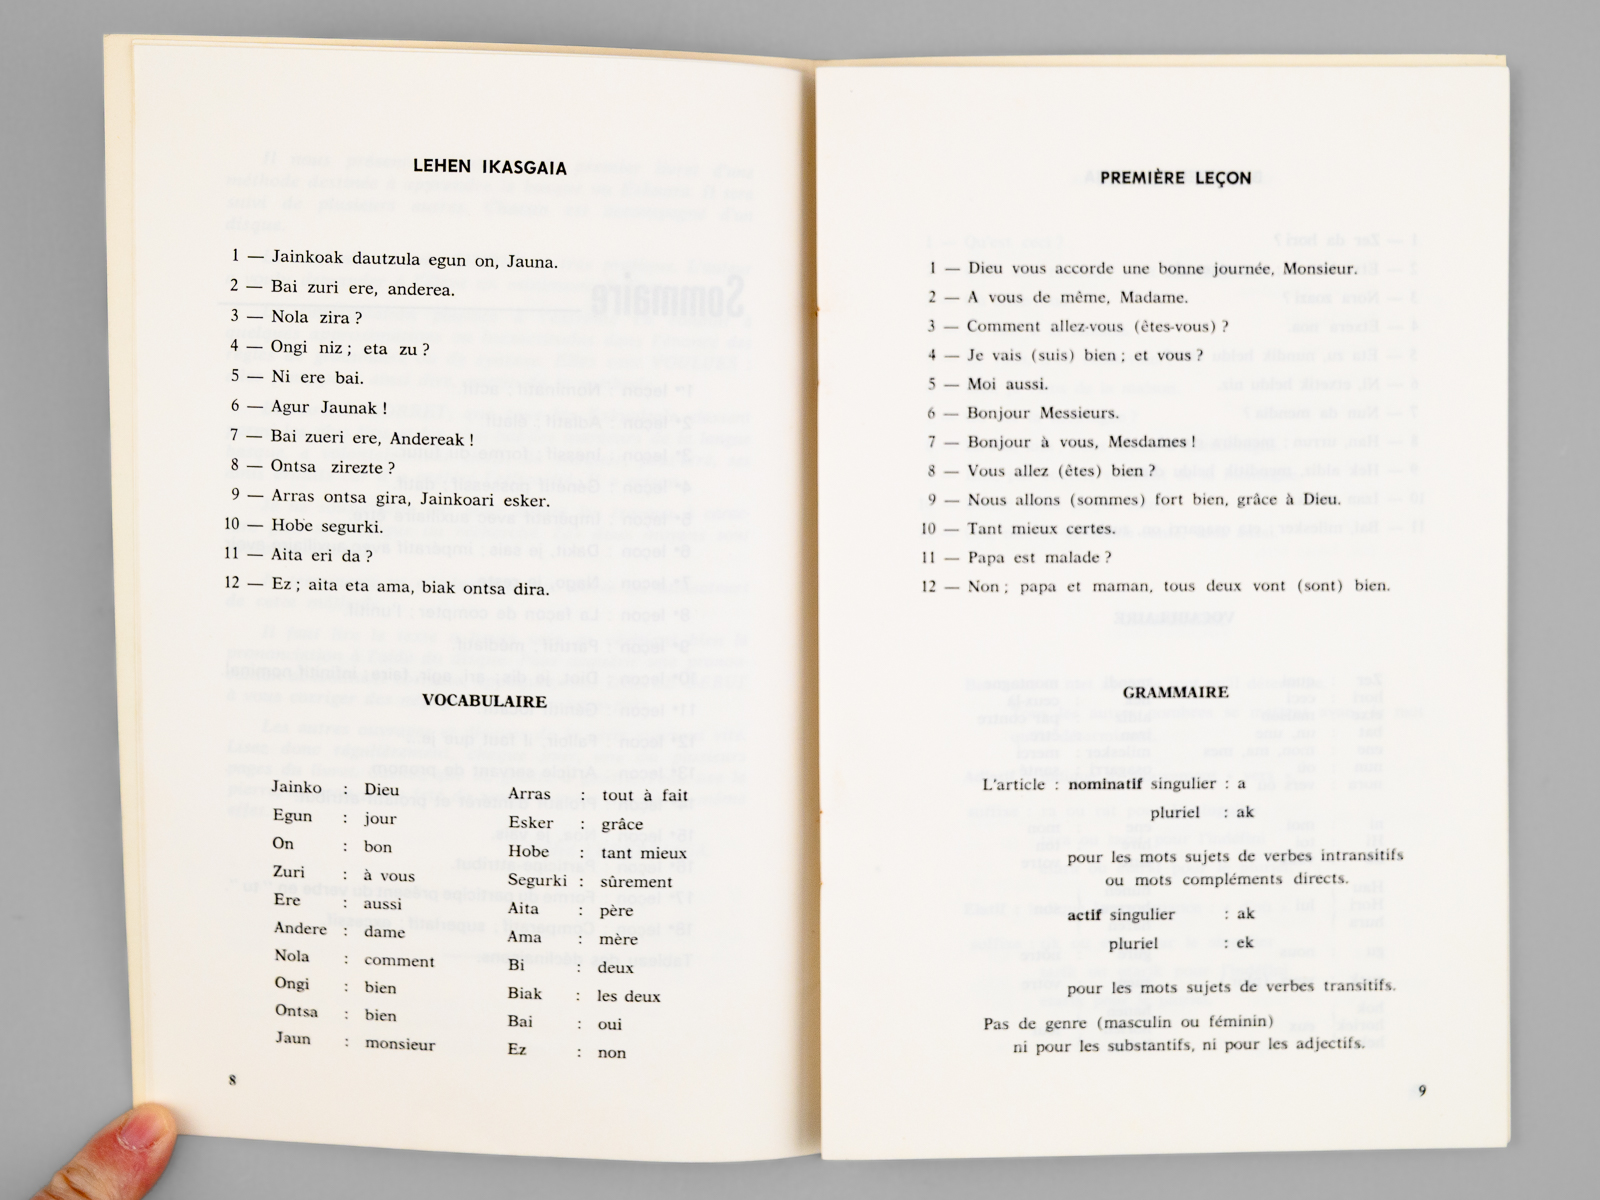 LEHEN IKASGAIA
1 — Jainkoak dautzula egun on, Jauna.
2 — Bai zuri ere, anderea.
3 — Nola zira ?
4 — Ongi niz ; eta zu ?
5 — Ni ere bai.
6 — Agur Jaunak !
7 — Bai zueri ere, Andereak !
8 — Ontsa zirezte ?
9 — Arras ontsa gira, Jainkoari esker.
10 — Hobe segurki.
11 — Aita eri da ?
12 — Ez ; aita eta ama, biak ontsa dira.
VOCABULAIRE
Jainko : Dieu
Egun : jour
On : bon
Zuri : à vous
Ere : aussi
Andere : dame
Nola : comment
Ongi : bien
Ontsa : bien
Jaun : monsieur
Arras : tout à fait
Esker : grâce
Hobe : tant mieux
Segurki : sûrement
Aita : père
Ama : mère
Bi : deux
Biak : les deux
Bai : oui
Ez : non
8
PREMIÈRE LEÇON
1 — Dieu vous accorde une bonne journée, Monsieur.
2 — A vous de même, Madame.
3 — Comment allez-vous (êtes-vous) ?
4 — Je vais (suis) bien ; et vous ?
5 — Moi aussi.
6 — Bonjour Messieurs.
7 — Bonjour à vous, Mesdames !
8 — Vous allez (êtes) bien ?
9 — Nous allons (sommes) fort bien, grâce à Dieu.
10 — Tant mieux certes.
11 — Papa est malade ?
12 — Non ; papa et maman, tous deux vont (sont) bien.
GRAMMAIRE
L'article : nominatif singulier : a
pluriel : ak
pour les mots sujets de verbes intransitifs
ou mots compléments directs.
actif singulier : ak
pluriel : ek
pour les mots sujets de verbes transitifs.
Pas de genre (masculin ou féminin)
ni pour les substantifs, ni pour les adjectifs.
9